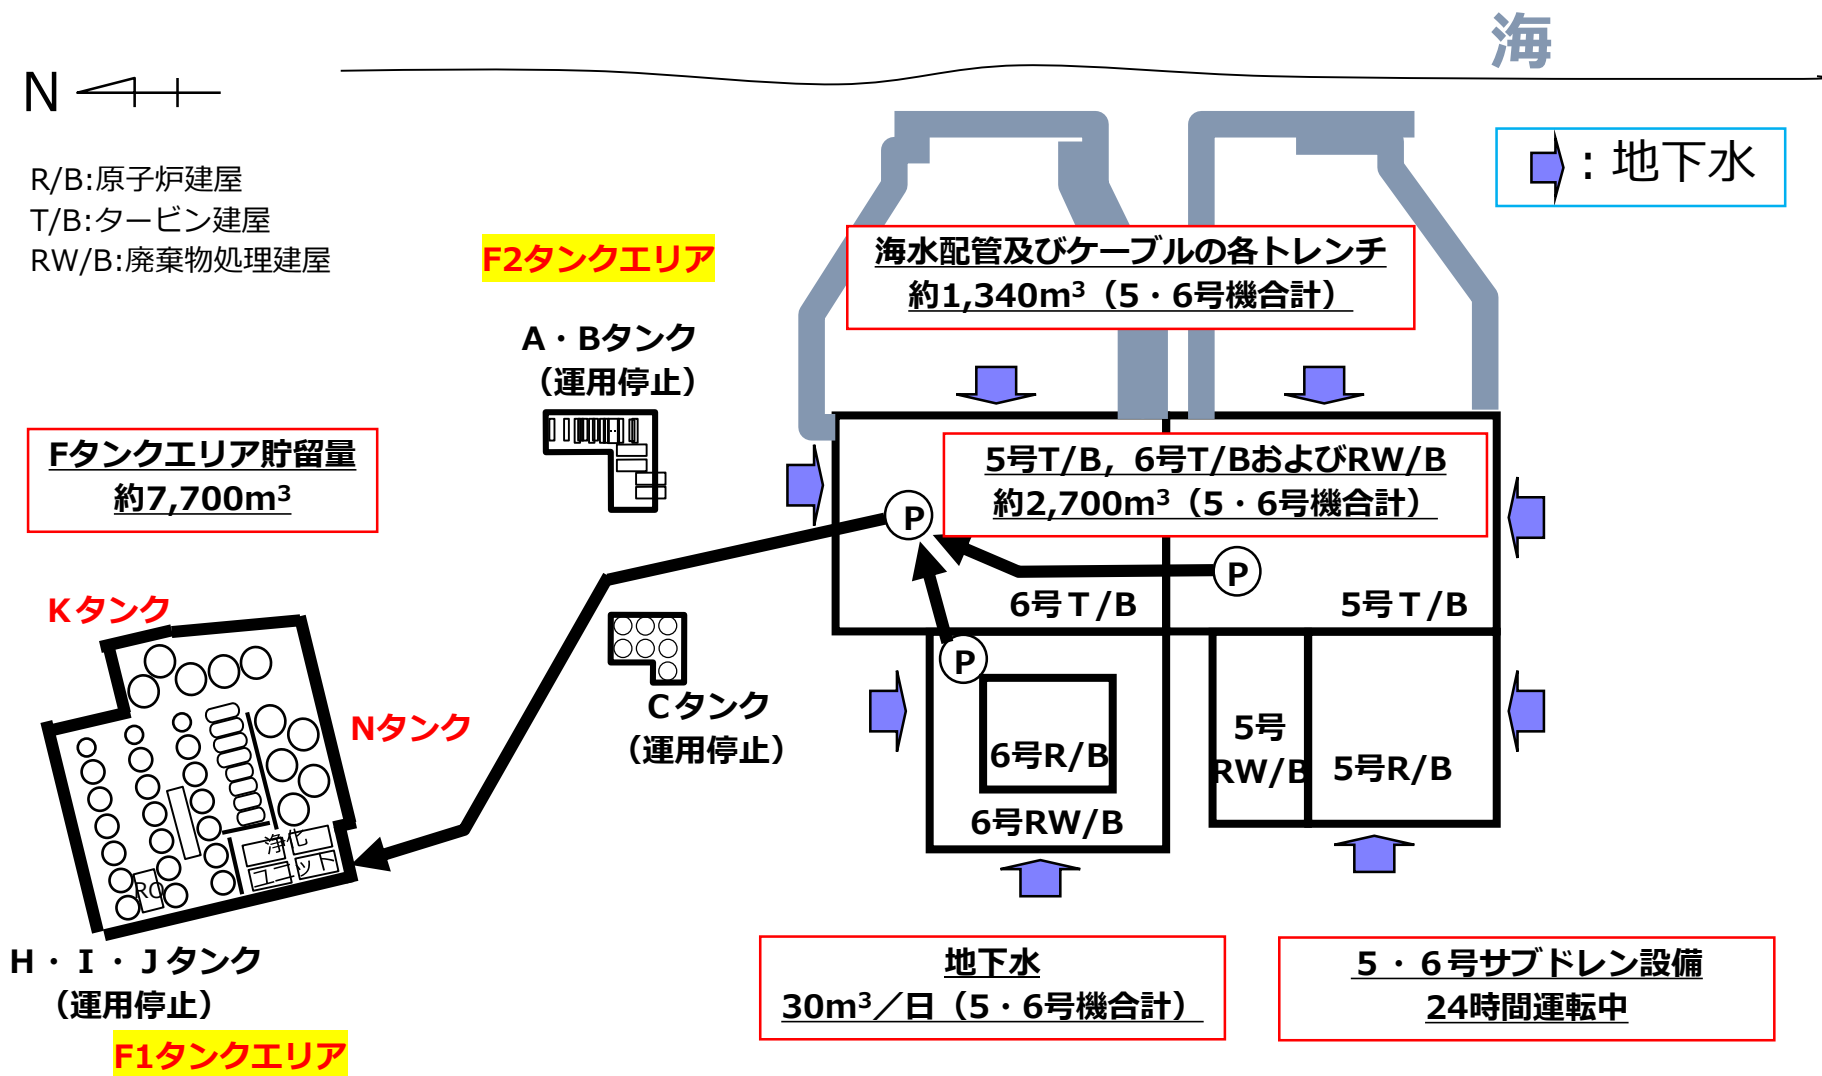 海
N
R/B:原子炉建屋
T/B:タービン建屋
RW/B:廃棄物処理建屋
：地下水
F2タンクエリア
海水配管及びケーブルの各トレンチ
約1,340m³（5・6号機合計）
A・Bタンク
（運用停止）
Fタンクエリア貯留量
約7,700m³
5号T/B, 6号T/BおよびRW/B
約2,700m³（5・6号機合計）
P
P
6号Ｔ/B
5号Ｔ/B
Kタンク
P
Cタンク
（運用停止）
Nタンク
6号R/B
5号
RW/B
5号R/B
6号RW/B
浄化
ユニット
RO
H・I・Jタンク
（運用停止）
F1タンクエリア
地下水
30m³／日（5・6号機合計）
５・６号サブドレン設備
24時間運転中